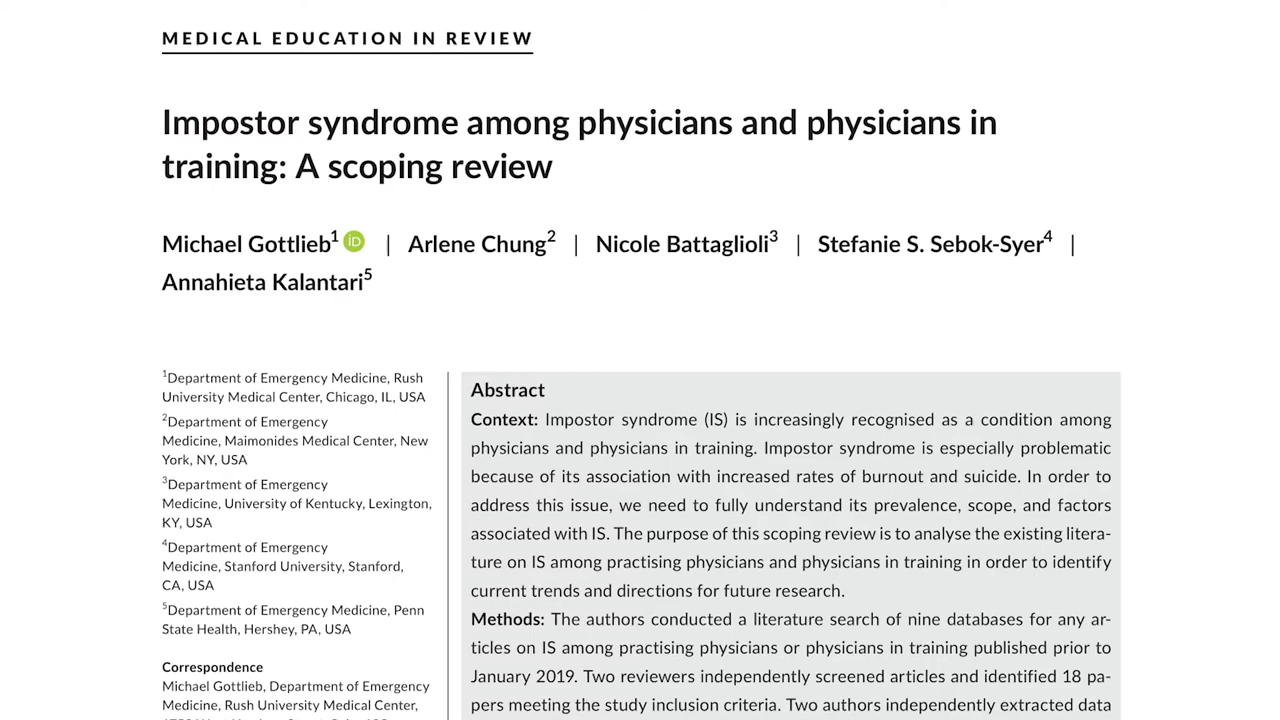 MEDICAL EDUCATION IN REVIEW
Impostor syndrome among physicians and physicians in
training: A scoping review
Michael Gottlieb1 iD | Arlene Chung2 | Nicole Battaglioli3 | Stefanie S. Sebok-Syer4 |
Annahieta Kalantari5
1Department of Emergency Medicine, Rush
University Medical Center, Chicago, IL, USA
2Department of Emergency
Medicine, Maimonides Medical Center, New
York, NY, USA
3Department of Emergency
Medicine, University of Kentucky, Lexington,
KY, USA
4Department of Emergency
Medicine, Stanford University, Stanford,
CA, USA
5Department of Emergency Medicine, Penn
State Health, Hershey, PA, USA
Correspondence
Michael Gottlieb, Department of Emergency
Medicine, Rush University Medical Center,
Abstract
Context: Impostor syndrome (IS) is increasingly recognised as a condition among
physicians and physicians in training. Impostor syndrome is especially problematic
because of its association with increased rates of burnout and suicide. In order to
address this issue, we need to fully understand its prevalence, scope, and factors
associated with IS. The purpose of this scoping review is to analyse the existing litera-
ture on IS among practising physicians and physicians in training in order to identify
current trends and directions for future research.
Methods: The authors conducted a literature search of nine databases for any ar-
ticles on IS among practising physicians or physicians in training published prior to
January 2019. Two reviewers independently screened articles and identified 18 pa-
pers meeting the study inclusion criteria. Two authors independently extracted data